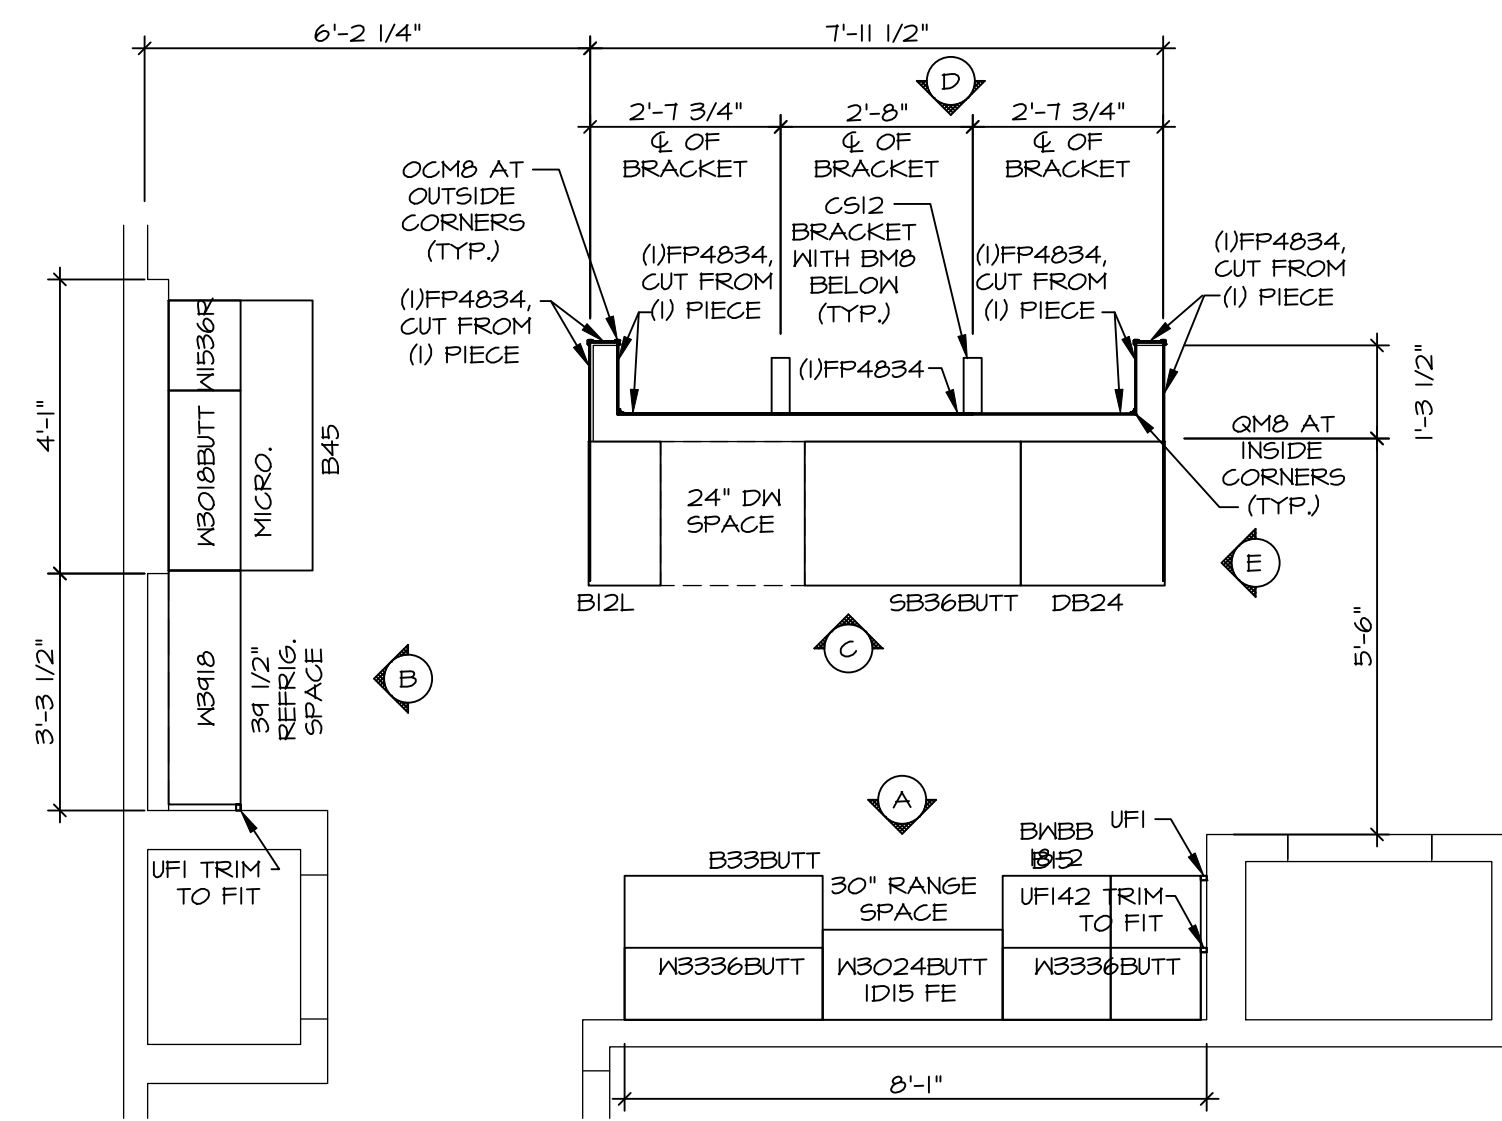 6'-2 1/4"
7'-11 1/2"
D
2'-7 3/4"
℄ OF
BRACKET
2'-8"
℄ OF
BRACKET
2'-7 3/4"
℄ OF
BRACKET
OCM8 AT
OUTSIDE
CORNERS
(TYP.)
CS12
BRACKET
WITH BM8
BELOW
(TYP.)
(1)FP4834,
CUT FROM
(1) PIECE
(1)FP4834,
CUT FROM
(1) PIECE
(1)FP4834,
CUT FROM
(1) PIECE
(1)FP4834,
CUT FROM
(1) PIECE
(1)FP4834
1'-3 1/2"
QM8 AT
INSIDE
CORNERS
(TYP.)
4'-1"
W1536R
W3018BUTT
MICRO.
B45
24" DW
SPACE
E
B12L
SB36BUTT
DB24
C
5'-6"
3'-3 1/2"
W3918
39 1/2"
REFRIG.
SPACE
B
A
UF1 TRIM
TO FIT
B33BUTT
30" RANGE
SPACE
BWBB
18-2
B15
UF1
UF142 TRIM
TO FIT
W3336BUTT
W3024BUTT
1D15 FE
W3336BUTT
8'-1"